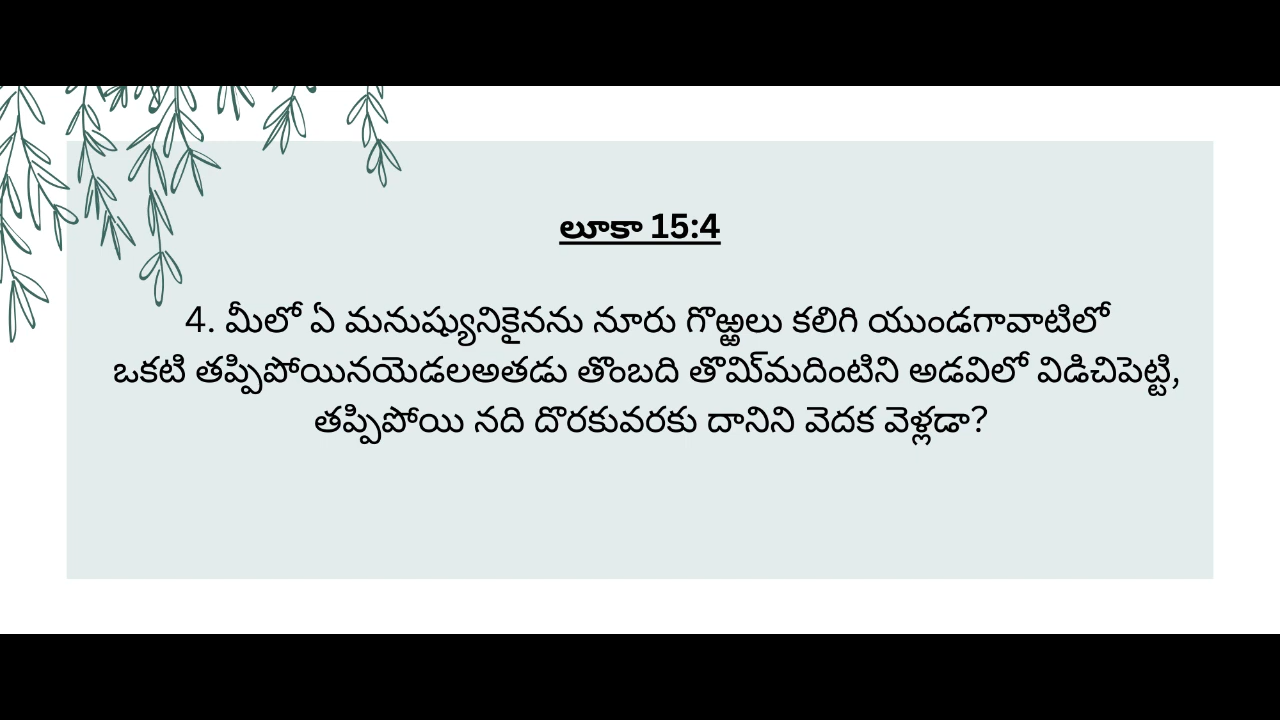 లూకా 15:4
4. మీలో ఏ మనుష్యునికైనను నూరు గొఱ్ఱలు కలిగి యుండగావాటిలో
ఒకటి తప్పిపోయినయెడలఅతడు తొంబది తొమి్మదింటిని అడవిలో విడిచిపెట్టి,
తప్పిపోయి నది దొరకువరకు దానిని వెదక వెళ్లడా?